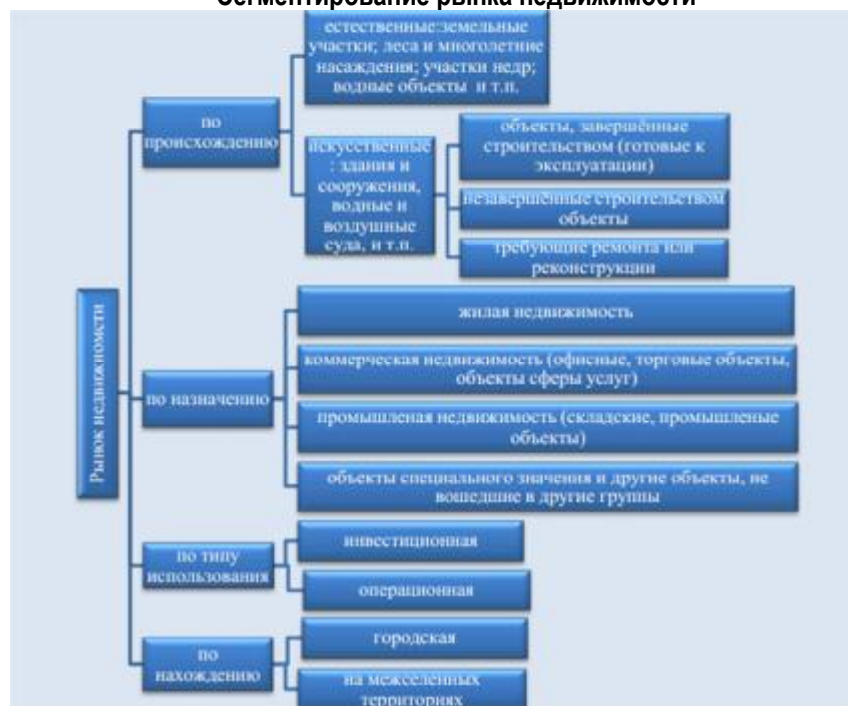 Сегментирование рынка недвижимости
естественные:земельные
участки; леса и многолетние
насаждения; участки недр;
водные объекты и т.п.
по
происхождению
искусственные
: здания и
сооружения,
водные и
воздушные
суда, и т.п.
объекты, завершённые
строительством (готовые к
эксплуатации)
незавершённые строительством
объекты
требующие ремонта или
реконструкции
Рынок недвижиомсти
по назначению
жилая недвижимость
коммерческая недвижимость (офисные, торговые объекты,
объекты сферы услуг)
промышленая недвижимость (складские, промышленые
объекты)
объекты специального значения и другие объекты, не
вошедшие в другие группы
по типу
использования
инвестиционная
операционная
по
нахождению
городская
на межселенных
территориях